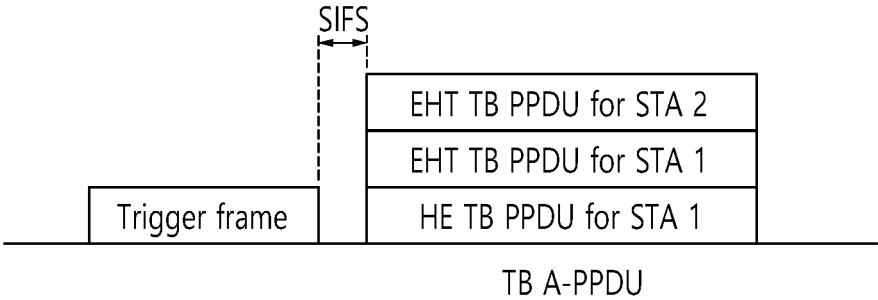 SIFS
EHT TB PPDU for STA 2
EHT TB PPDU for STA 1
Trigger frame
HE TB PPDU for STA 1
TB A-PPDU